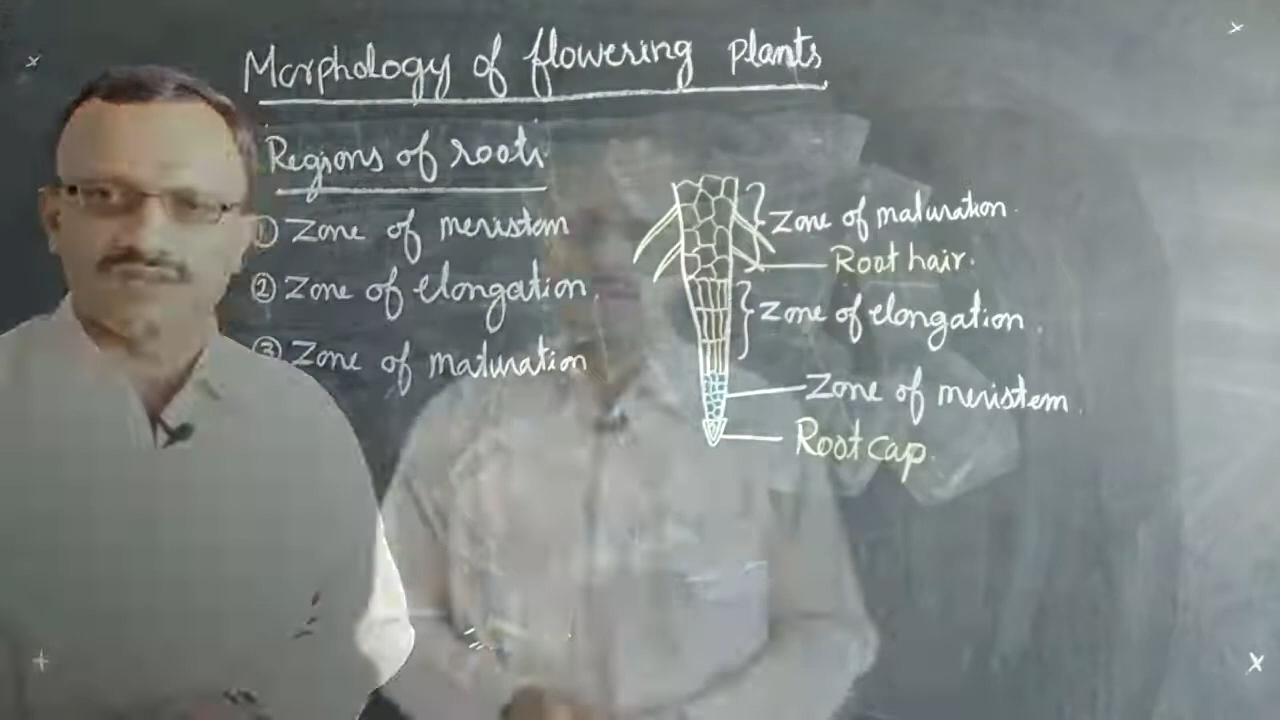 Morphology of flowering plants
Regions of roots
① Zone of meristem
② Zone of elongation
③ Zone of maturation
Zone of maturation.
Root hair.
Zone of elongation.
Zone of meristem.
Root cap.